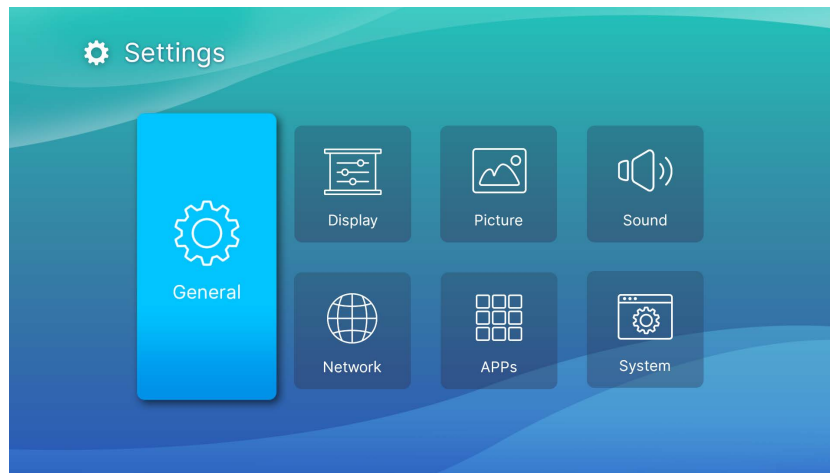 Settings
General
Display
Picture
Sound
Network
APPs
System